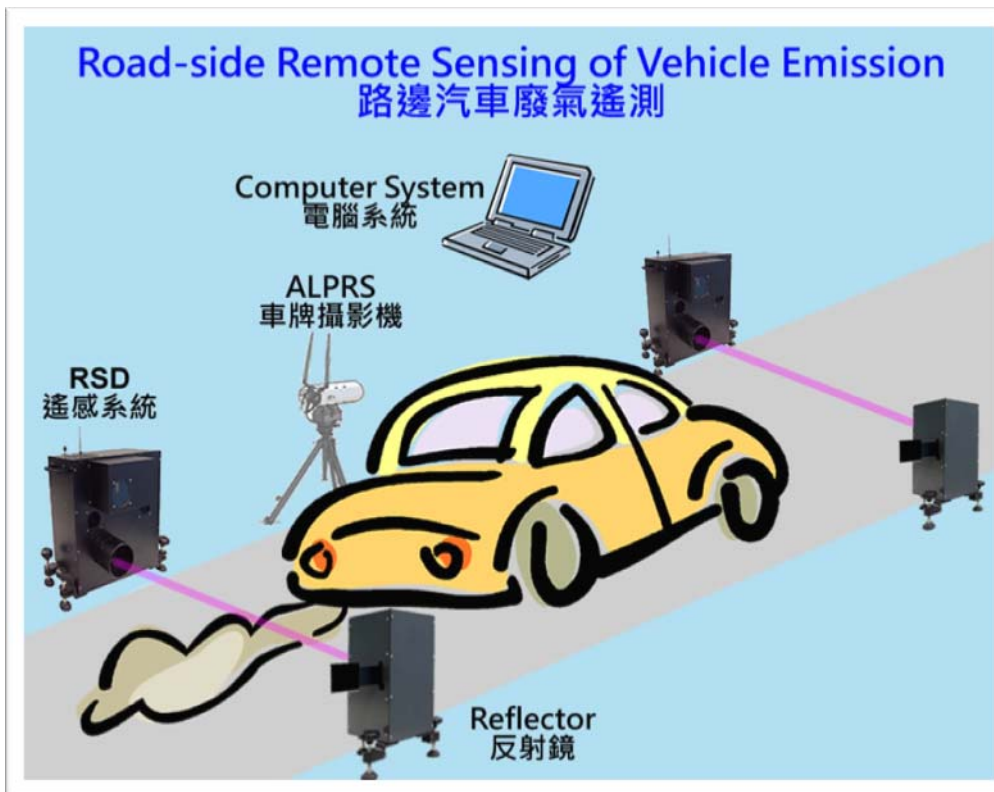 Road-side Remote Sensing of Vehicle Emission
路邊汽車廢氣遙測
Computer System
電腦系統
ALPRS
車牌攝影機
RSD
遙感系統
Reflector
反射鏡